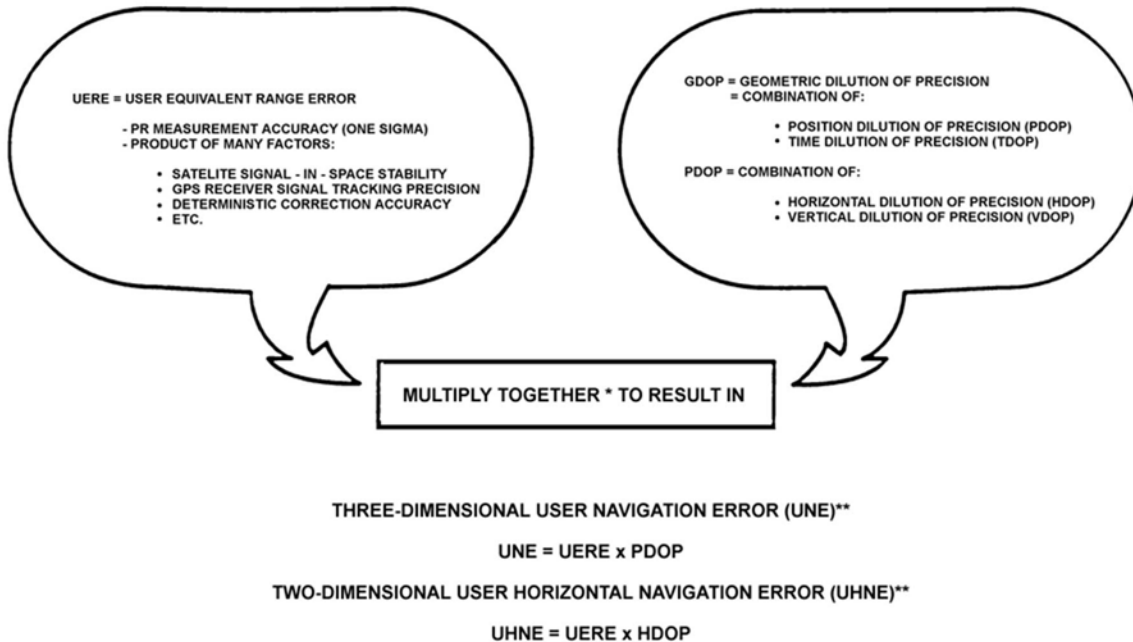 UERE = USER EQUIVALENT RANGE ERROR
- PR MEASUREMENT ACCURACY (ONE SIGMA)
- PRODUCT OF MANY FACTORS:
• SATELITE SIGNAL - IN - SPACE STABILITY
• GPS RECEIVER SIGNAL TRACKING PRECISION
• DETERMINISTIC CORRECTION ACCURACY
• ETC.
GDOP = GEOMETRIC DILUTION OF PRECISION
= COMBINATION OF:
• POSITION DILUTION OF PRECISION (PDOP)
• TIME DILUTION OF PRECISION (TDOP)
PDOP = COMBINATION OF:
• HORIZONTAL DILUTION OF PRECISION (HDOP)
• VERTICAL DILUTION OF PRECISION (VDOP)
MULTIPLY TOGETHER * TO RESULT IN
THREE-DIMENSIONAL USER NAVIGATION ERROR (UNE)**
UNE = UERE x PDOP
TWO-DIMENSIONAL USER HORIZONTAL NAVIGATION ERROR (UHNE)**
UHNE = UERE x HDOP